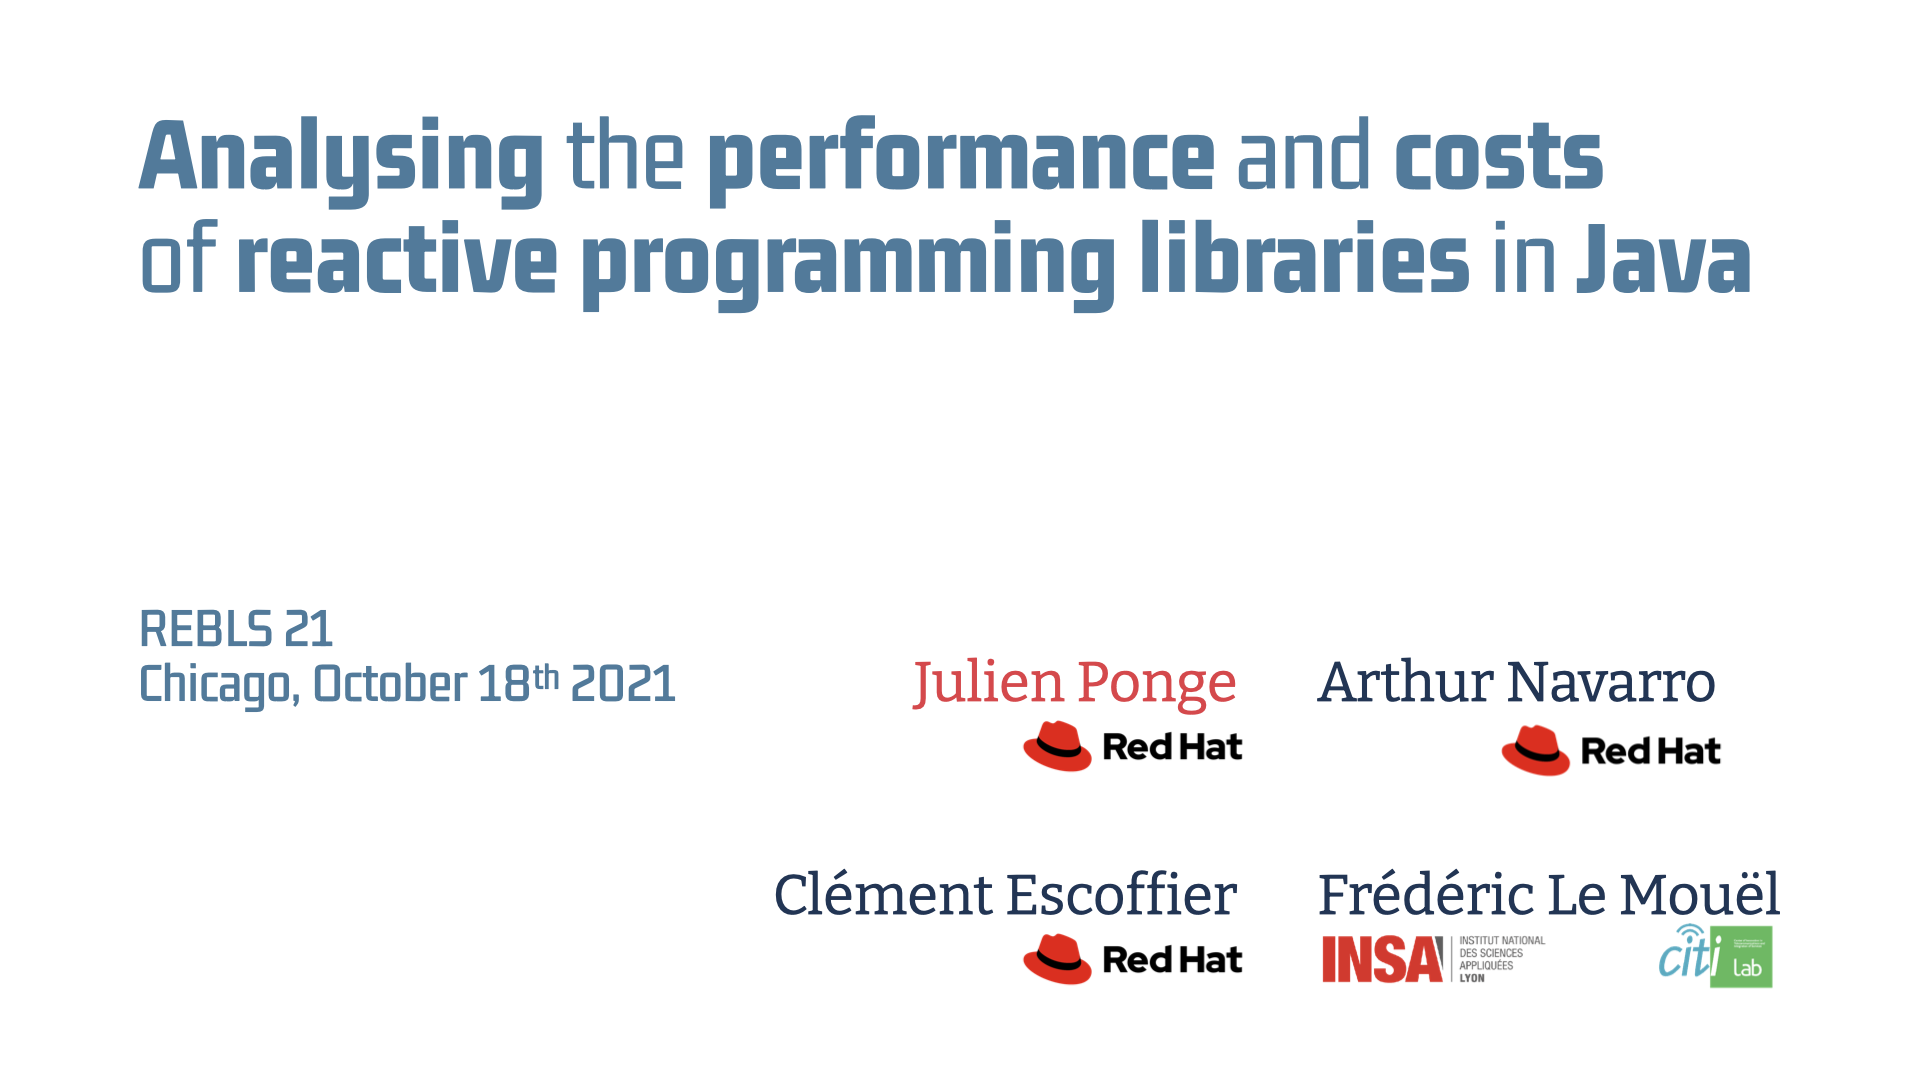 Analysing the performance and costs
of reactive programming libraries in Java
REBLS 21
Chicago, October 18th 2021
Julien Ponge
Red Hat
Arthur Navarro
Red Hat
Clément Escoffier
Red Hat
Frédéric Le Mouël
INSA
INSTITUT NATIONAL
DES SCIENCES
APPLIQUÉES
LYON
citi
Lab